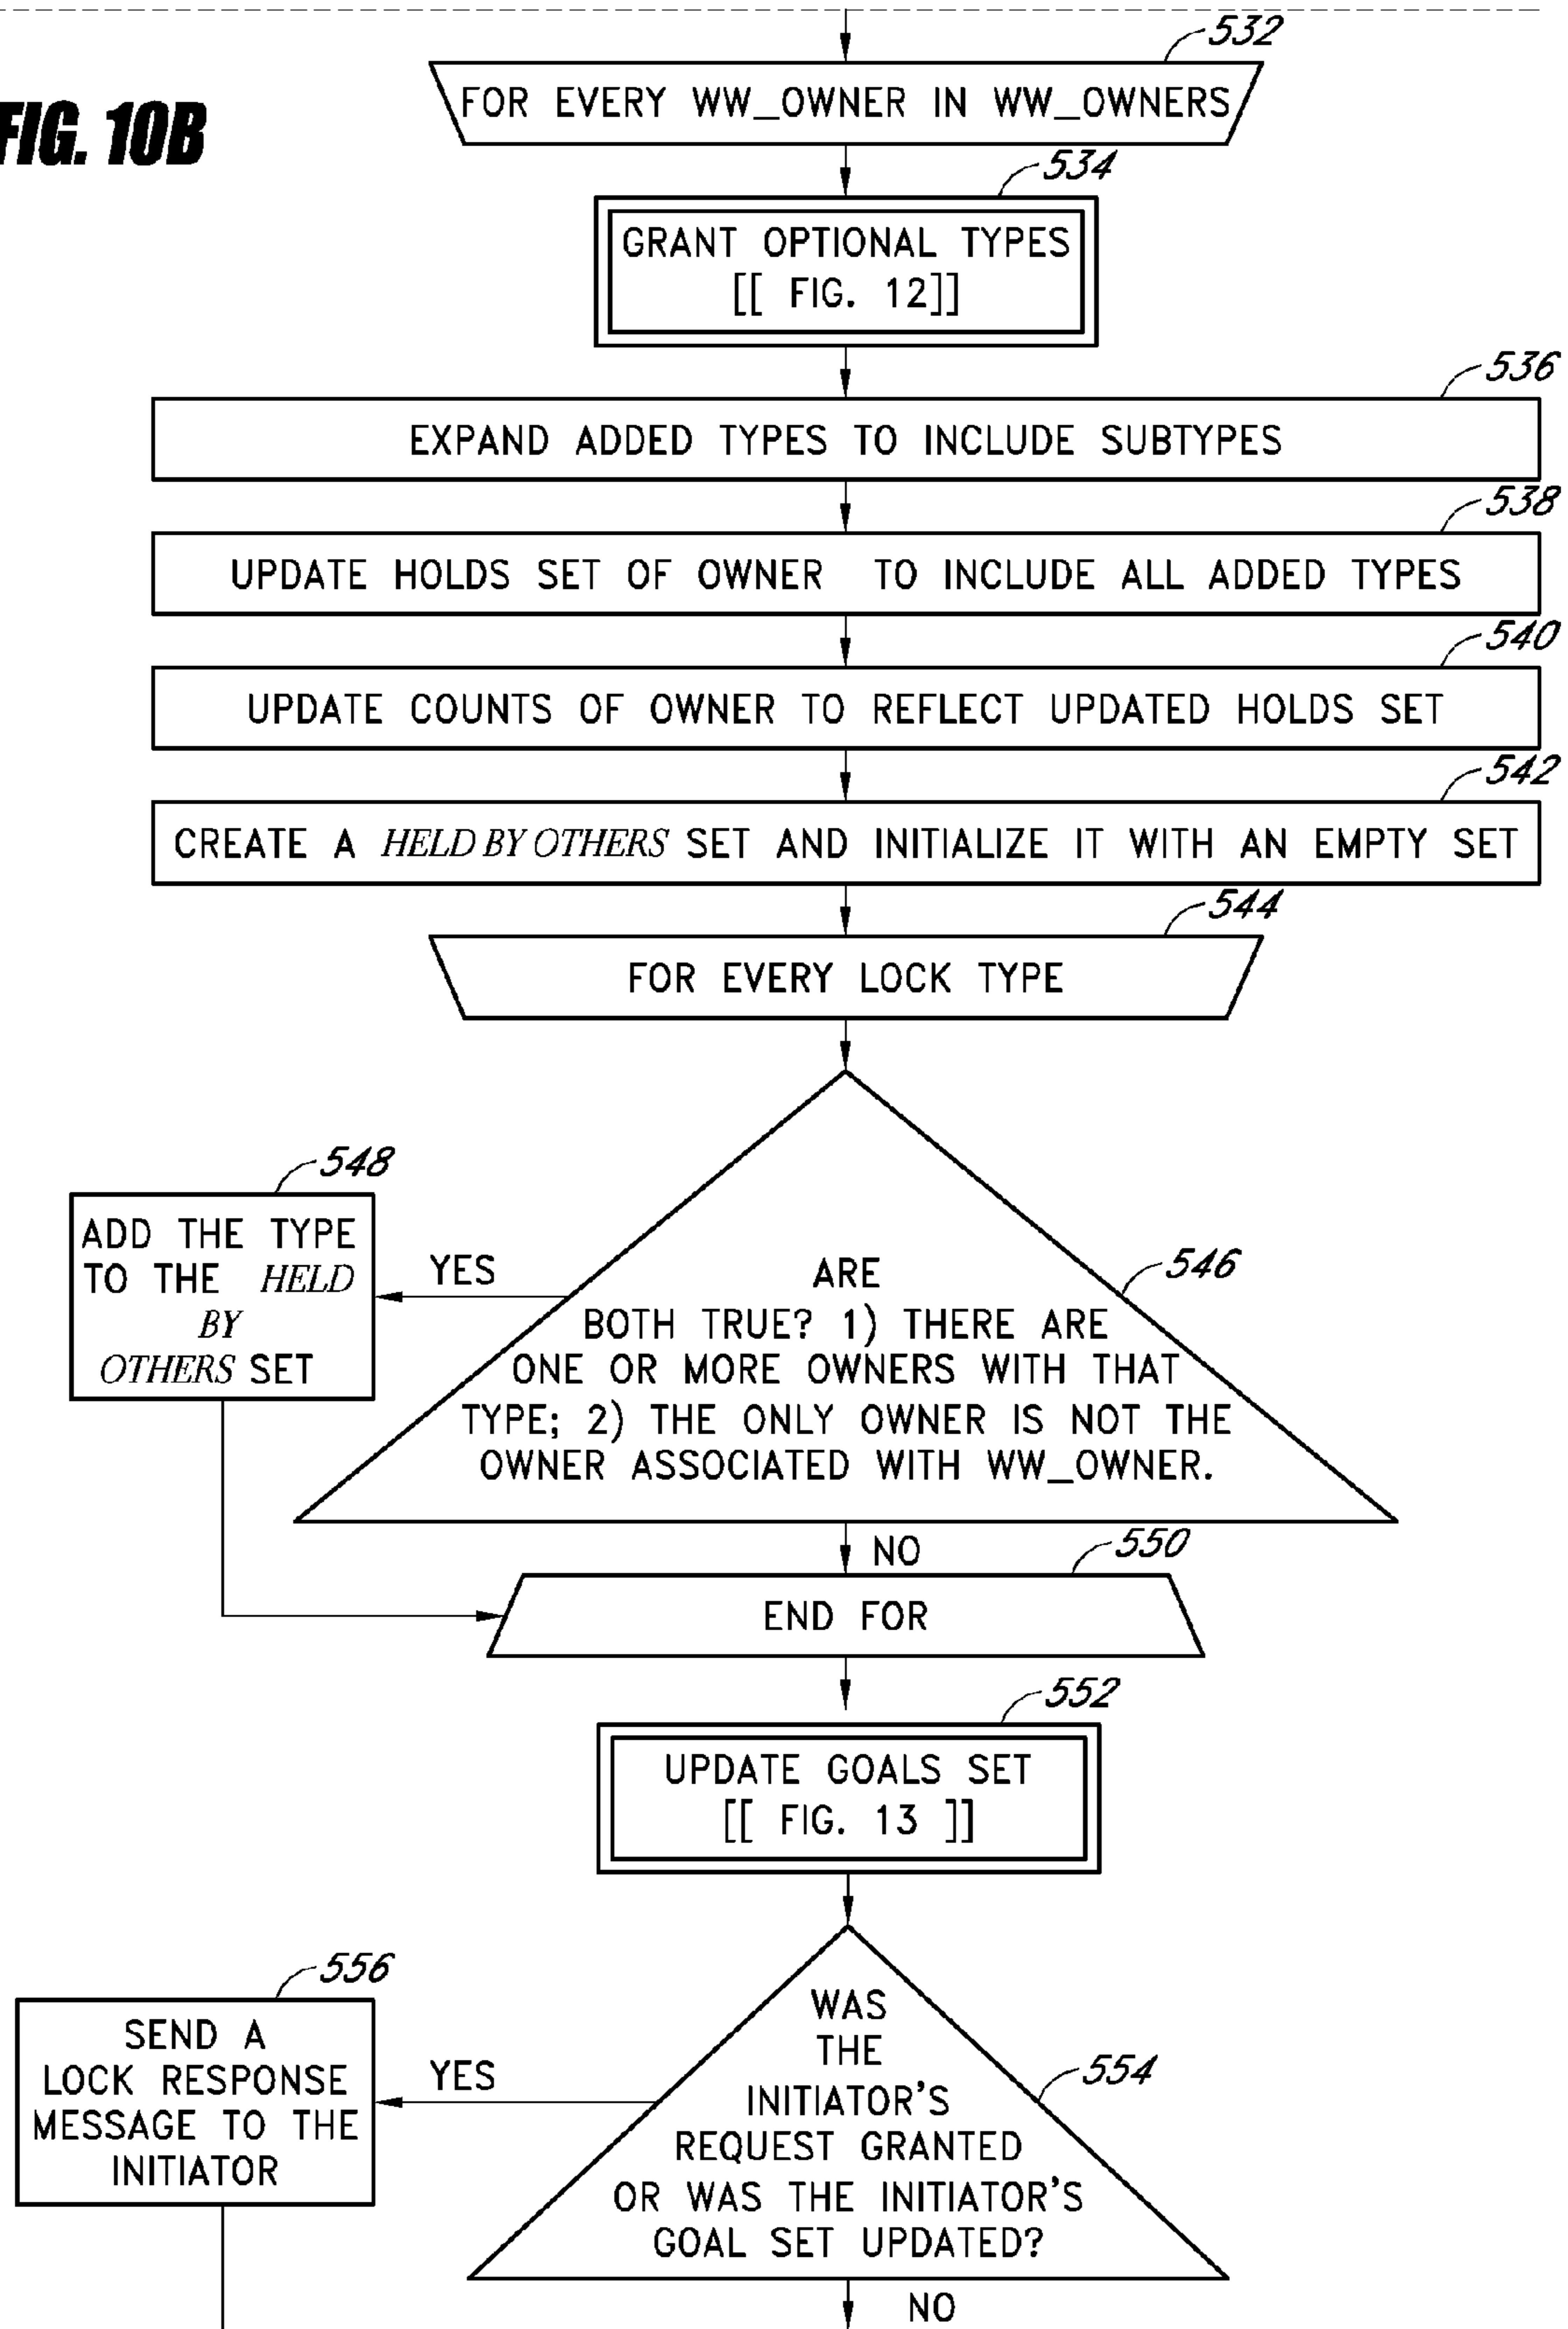 FIG. 10B
532
FOR EVERY WW_OWNER IN WW_OWNERS
534
GRANT OPTIONAL TYPES
[[ FIG. 12]]
536
EXPAND ADDED TYPES TO INCLUDE SUBTYPES
538
UPDATE HOLDS SET OF OWNER TO INCLUDE ALL ADDED TYPES
540
UPDATE COUNTS OF OWNER TO REFLECT UPDATED HOLDS SET
542
CREATE A HELD BY OTHERS SET AND INITIALIZE IT WITH AN EMPTY SET
544
FOR EVERY LOCK TYPE
548
ADD THE TYPE
TO THE HELD
BY
OTHERS SET
YES
546
ARE
BOTH TRUE? 1) THERE ARE
ONE OR MORE OWNERS WITH THAT
TYPE; 2) THE ONLY OWNER IS NOT THE
OWNER ASSOCIATED WITH WW_OWNER.
NO
550
END FOR
552
UPDATE GOALS SET
[[ FIG. 13 ]]
556
SEND A
LOCK RESPONSE
MESSAGE TO THE
INITIATOR
YES
554
WAS
THE
INITIATOR'S
REQUEST GRANTED
OR WAS THE INITIATOR'S
GOAL SET UPDATED?
NO